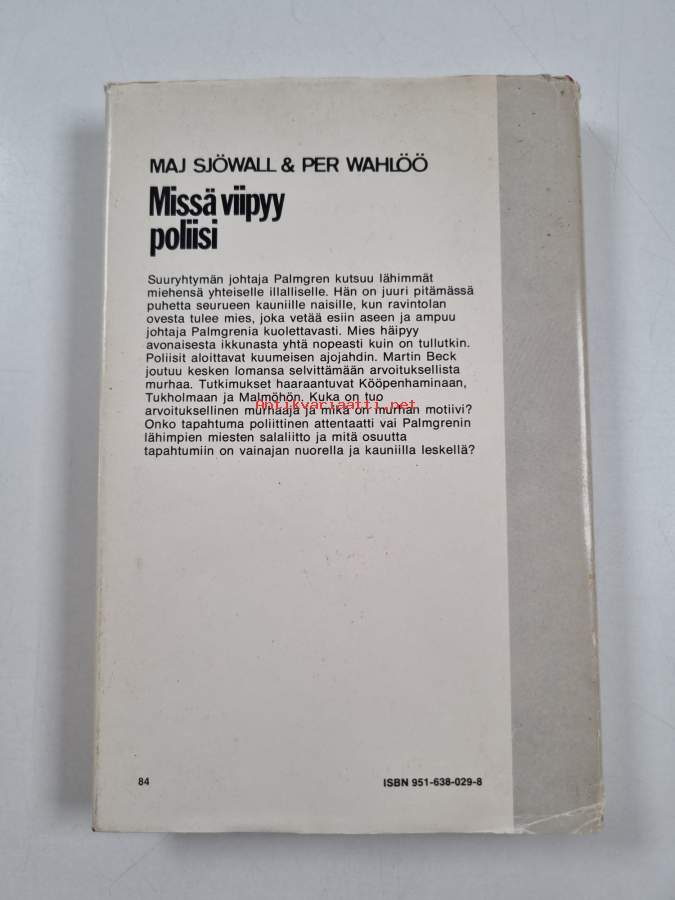 MAJ SJÖWALL & PER WAHLÖÖ
Missä viipyy
poliisi
Suuryhtymän johtaja Palmgren kutsuu lähimmät
miehensä yhteiselle illalliselle. Hän on juuri pitämässä
puhetta seurueen kauniille naisille, kun ravintolan
ovesta tulee mies, joka vetää esiin aseen ja ampuu
johtaja Palmgrenia kuolettavasti. Mies häipyy
avonaisesta ikkunasta yhtä nopeasti kuin on tullutkin.
Poliisit aloittavat kuumeisen ajojahdin. Martin Beck
joutuu kesken lomansa selvittämään arvoituksellista
murhaa. Tutkimukset haaraantuvat Kööpenhaminaan,
Tukholmaan ja Malmöhön. Kuka on tuo
Antikvariaatti.net
arvoituksellinen murhaaja ja mikä on murhan motiivi?
Onko tapahtuma poliittinen attentaatti vai Palmgrenin
lähimpien miesten salaliitto ja mitä osuutta
tapahtumiin on vainajan nuorella ja kauniilla leskellä?
84
ISBN 951-638-029-8